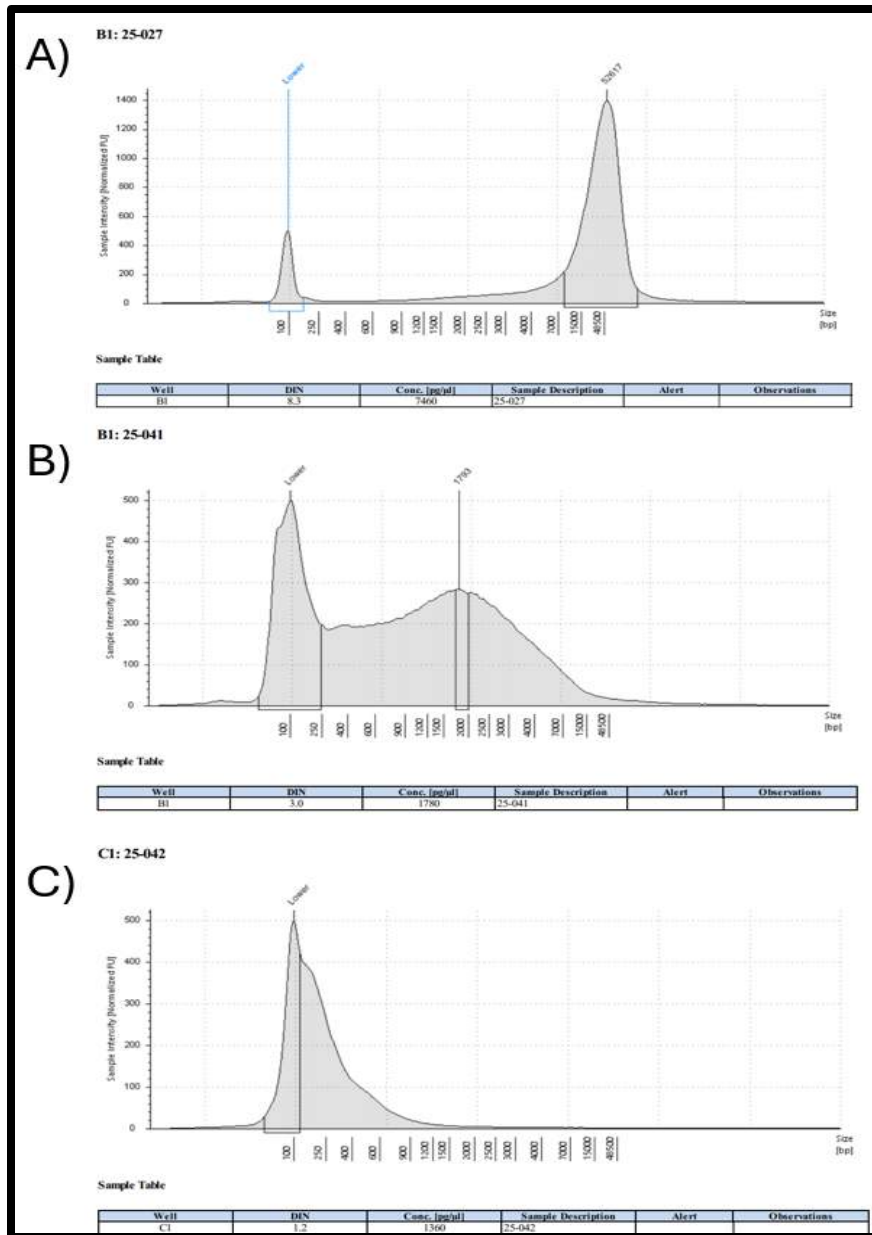 A)
B1: 25-027
Lower
52617
Sample Intensity [Normalized FU]
1400
1200
1000
800
600
400
200
0
100 250 400 600 900 1200 1500 2000 2500 3000 4000 7000 15000 48500
Size
[bp]
Sample Table
Well DIN Conc. [pg/µl] Sample Description Alert Observations
B1 8.3 7460 25-027
B)
B1: 25-041
Lower
1793
Sample Intensity [Normalized FU]
500
400
300
200
100
0
100 250 400 600 900 1200 1500 2000 2500 3000 4000 7000 15000 48500
Size
[bp]
Sample Table
Well DIN Conc. [pg/µl] Sample Description Alert Observations
B1 3.0 1780 25-041
C)
C1: 25-042
Lower
Sample Intensity [Normalized FU]
500
400
300
200
100
0
100 250 400 600 900 1200 1500 2000 2500 3000 4000 7000 15000 48500
Size
[bp]
Sample Table
Well DIN Conc. [pg/µl] Sample Description Alert Observations
C1 1.2 1360 25-042